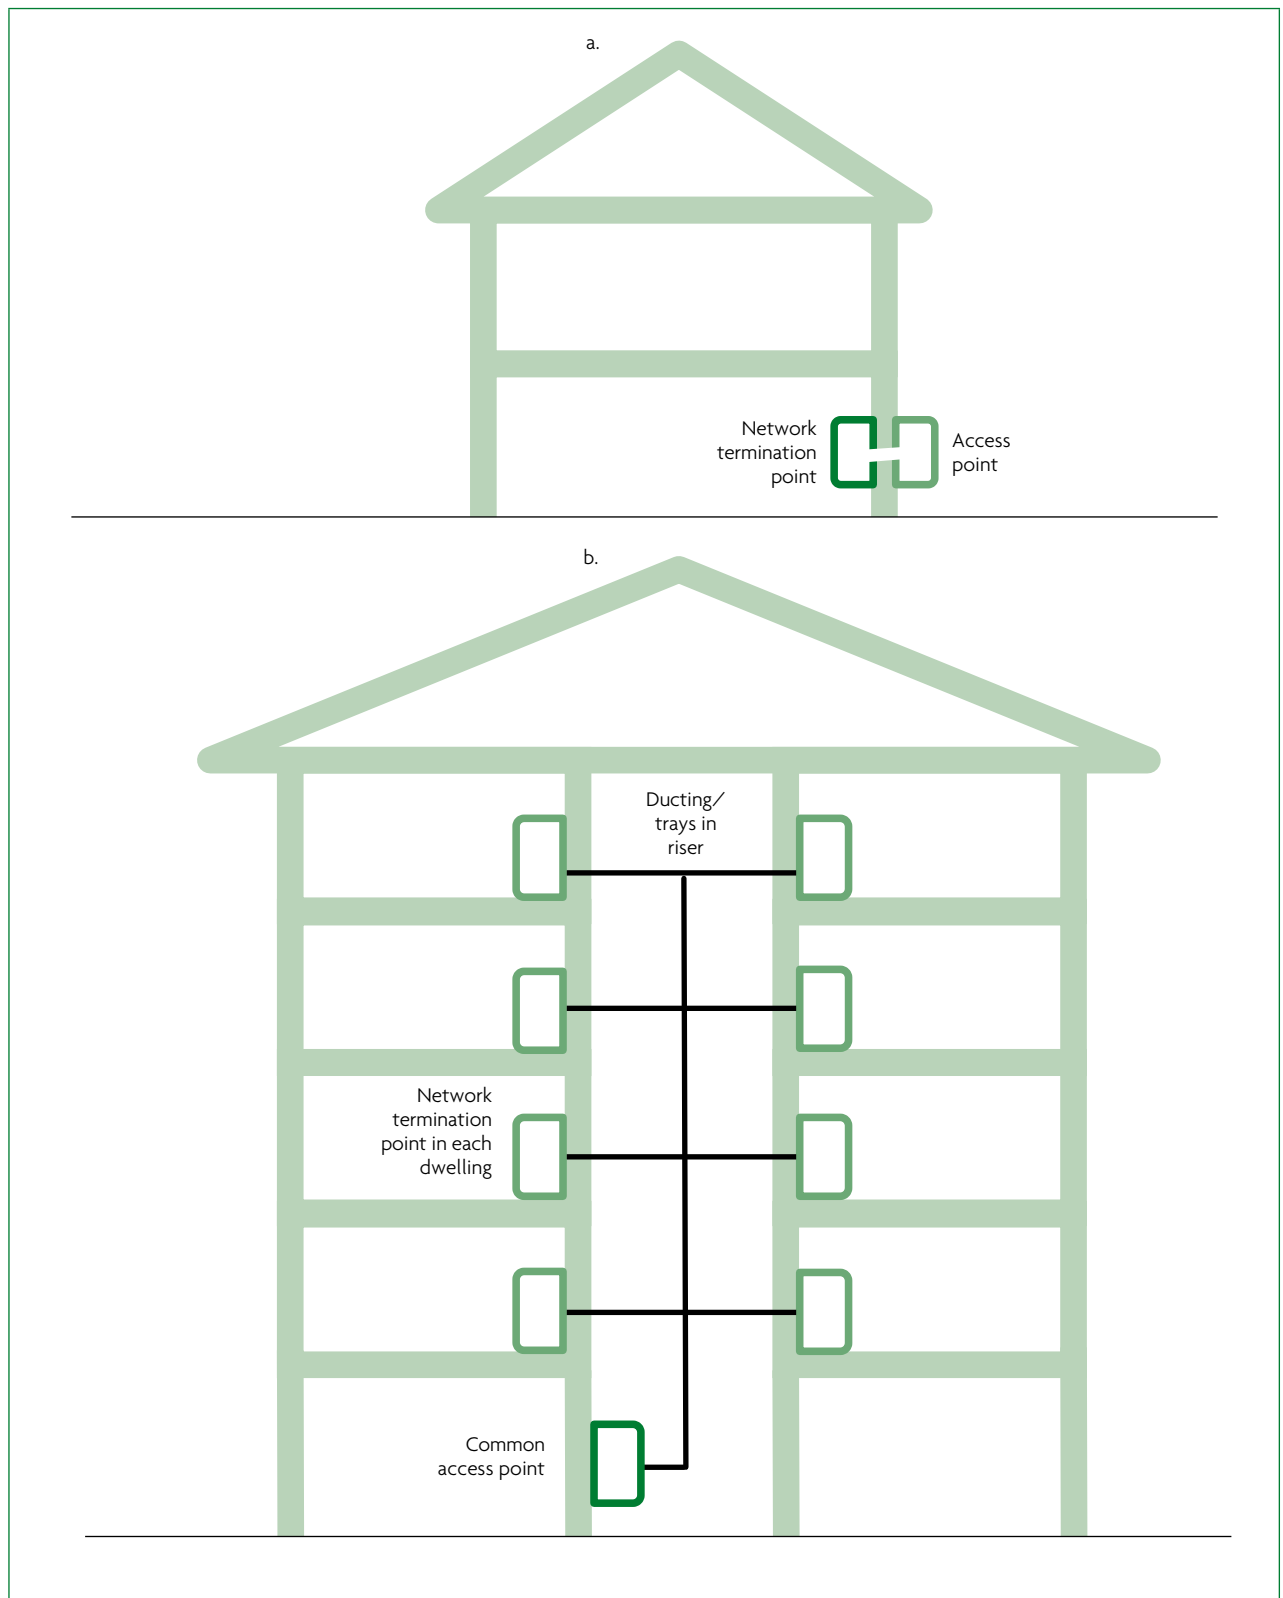 a.
Network
termination
point
Access
point
b.
Ducting/
trays in
riser
Network
termination
point in each
dwelling
Common
access point